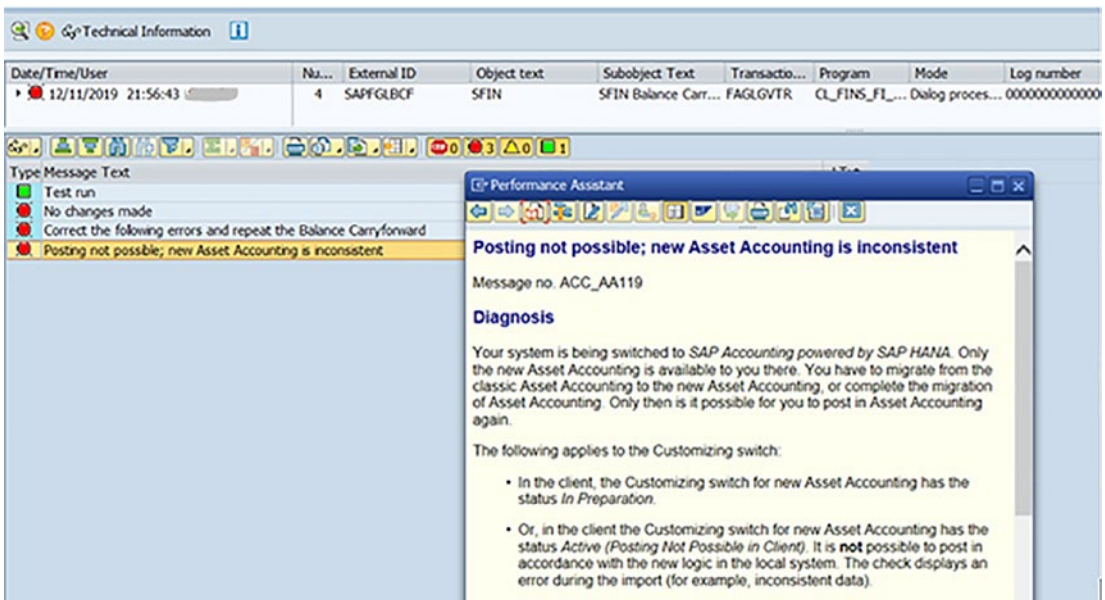 Technical Information
Date/Time/User Nu... External ID Object text Subobject Text Transactio... Program Mode Log number
12/11/2019 21:56:43 4 SAPFGLBCF SFIN SFIN Balance Carr... FAGLGVTR CL_FINS_FI_... Dialog proces... 0000000000000
0 3 0 1
Type Message Text
Test run
No changes made
Correct the following errors and repeat the Balance Carryforward
Posting not possible; new Asset Accounting is inconsistent
Performance Assistant
Posting not possible; new Asset Accounting is inconsistent
Message no. ACC_AA119
Diagnosis
Your system is being switched to SAP Accounting powered by SAP HANA. Only
the new Asset Accounting is available to you there. You have to migrate from the
classic Asset Accounting to the new Asset Accounting, or complete the migration
of Asset Accounting. Only then is it possible for you to post in Asset Accounting
again.
The following applies to the Customizing switch:
• In the client, the Customizing switch for new Asset Accounting has the
status In Preparation.
• Or, in the client the Customizing switch for new Asset Accounting has the
status Active (Posting Not Possible in Client). It is not possible to post in
accordance with the new logic in the local system. The check displays an
error during the import (for example, inconsistent data).